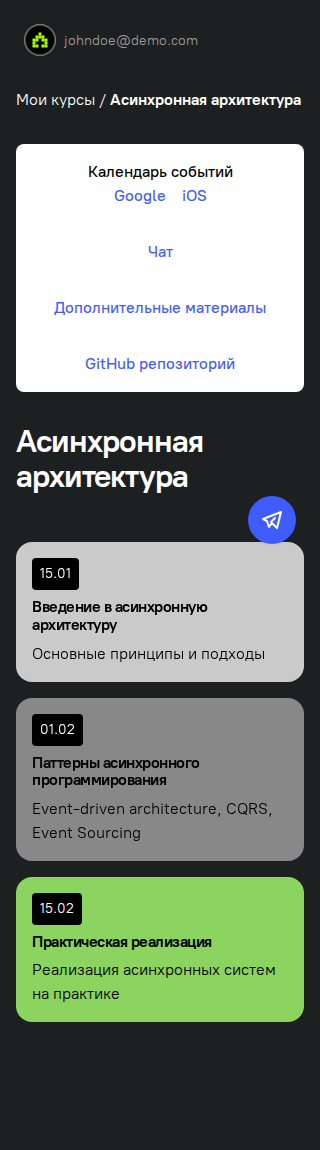 johndoe@demo.com
Мои курсы / Асинхронная архитектура
Календарь событий
Google iOS
Чат
Дополнительные материалы
GitHub репозиторий
Асинхронная
архитектура
15.01
Введение в асинхронную
архитектуру
Основные принципы и подходы
01.02
Паттерны асинхронного
программирования
Event-driven architecture, CQRS,
Event Sourcing
15.02
Практическая реализация
Реализация асинхронных систем
на практике